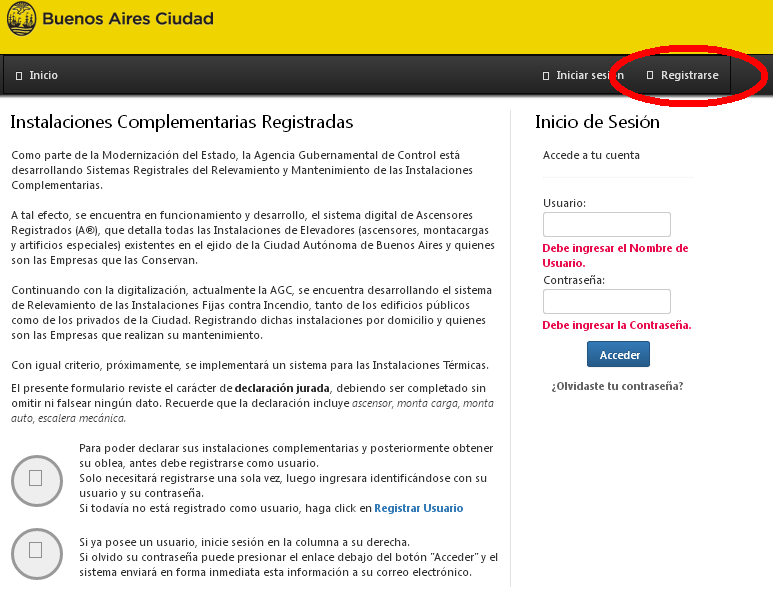 Buenos Aires Ciudad
Inicio
Iniciar sesión
Registrarse
Instalaciones Complementarias Registradas
Como parte de la Modernización del Estado, la Agencia Gubernamental de Control está
desarrollando Sistemas Registrales del Relevamiento y Mantenimiento de las Instalaciones
Complementarias.
A tal efecto, se encuentra en funcionamiento y desarrollo, el sistema digital de Ascensores
Registrados (A®), que detalla todas las Instalaciones de Elevadores (ascensores, montacargas
y artificios especiales) existentes en el ejido de la Ciudad Autónoma de Buenos Aires y quienes
son las Empresas que las Conservan.
Continuando con la digitalización, actualmente la AGC, se encuentra desarrollando el sistema
de Relevamiento de las Instalaciones Fijas contra Incendio, tanto de los edificios públicos
como de los privados de la Ciudad. Registrando dichas instalaciones por domicilio y quienes
son las Empresas que realizan su mantenimiento.
Con igual criterio, próximamente, se implementará un sistema para las Instalaciones Térmicas.
El presente formulario reviste el carácter de declaración jurada, debiendo ser completado sin
omitir ni falsear ningún dato. Recuerde que la declaración incluye ascensor, monta carga, monta
auto, escalera mecánica.
Para poder declarar sus instalaciones complementarias y posteriormente obtener
su oblea, antes debe registrarse como usuario.
Solo necesitará registrarse una sola vez, luego ingresara identificándose con su
usuario y su contraseña.
Si todavía no está registrado como usuario, haga click en Registrar Usuario
Si ya posee un usuario, inicie sesión en la columna a su derecha.
Si olvido su contraseña puede presionar el enlace debajo del botón "Acceder" y el
sistema enviará en forma inmediata esta información a su correo electrónico.
Inicio de Sesión
Accede a tu cuenta
Usuario:
Debe ingresar el Nombre de
Usuario.
Contraseña:
Debe ingresar la Contraseña.
Acceder
¿Olvidaste tu contraseña?